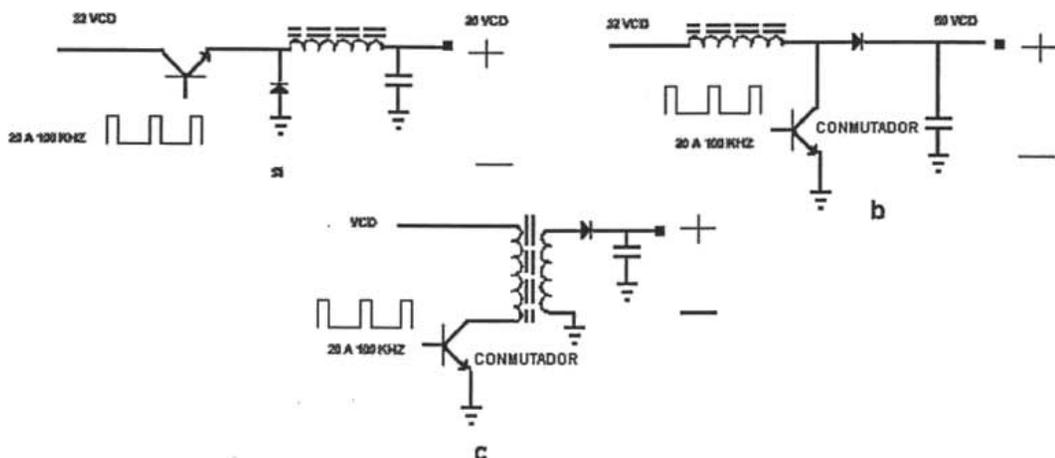 22 VCD
20 VCD
20 A 100 KHZ
a
32 VCD
50 VCD
CONMUTADOR
20 A 100 KHZ
b
VCD
20 A 100 KHZ
CONMUTADOR
c